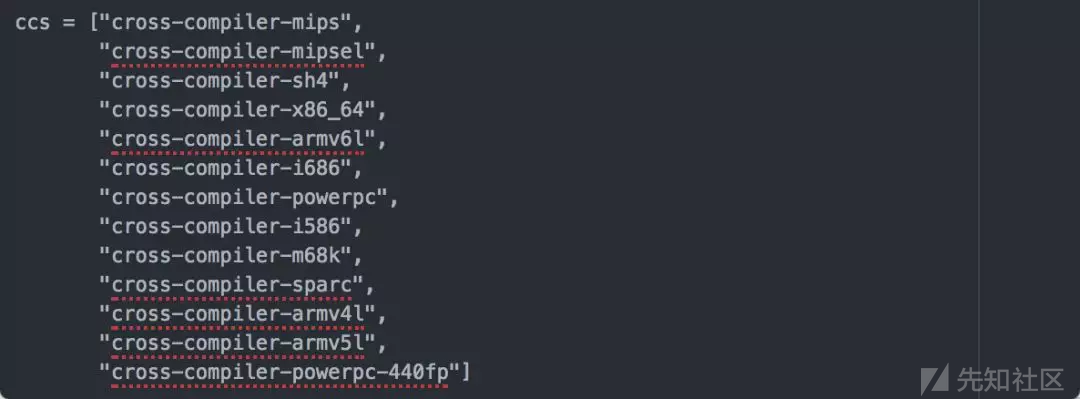 ccs = ["cross-compiler-mips",
"cross-compiler-mipsel",
"cross-compiler-sh4",
"cross-compiler-x86_64",
"cross-compiler-armv6l",
"cross-compiler-i686",
"cross-compiler-powerpc",
"cross-compiler-i586",
"cross-compiler-m68k",
"cross-compiler-sparc",
"cross-compiler-armv4l",
"cross-compiler-armv5l",
"cross-compiler-powerpc-440fp"]
先知社区